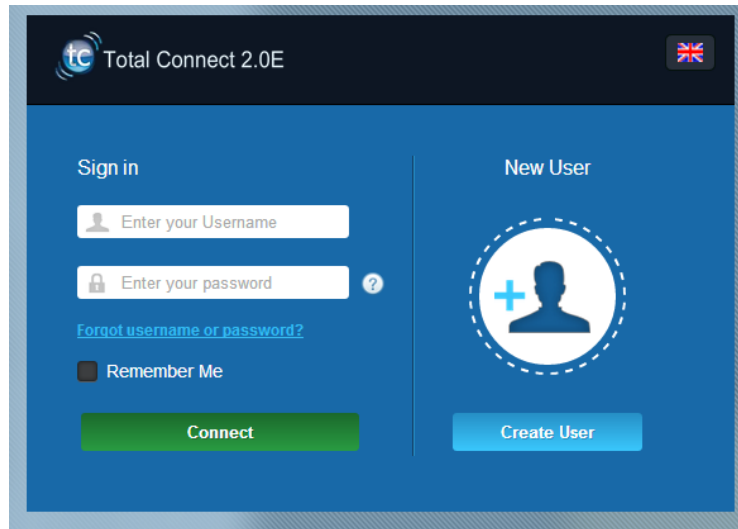 tc Total Connect 2.0E
Sign in
Enter your Username
Enter your password
?
Forgot username or password?
Remember Me
Connect
New User
Create User